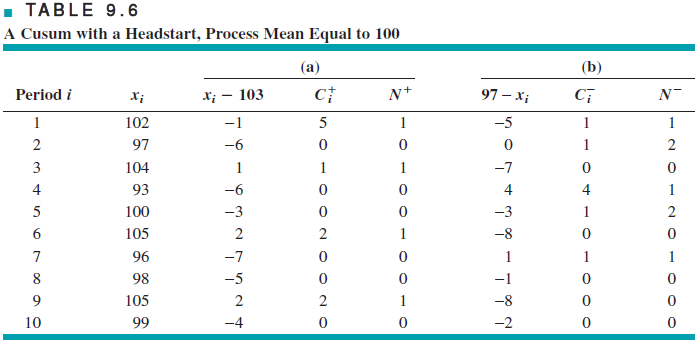 TABLE 9.6
A Cusum with a Headstart, Process Mean Equal to 100
(a) (b)
Period i xᵢ xᵢ – 103 Cᵢ⁺ N⁺ 97 – xᵢ Cᵢ⁻ N⁻
1 102 –1 5 1 –5 1 1
2 97 –6 0 0 0 1 2
3 104 1 1 1 –7 0 0
4 93 –6 0 0 4 4 1
5 100 –3 0 0 –3 1 2
6 105 2 2 1 –8 0 0
7 96 –7 0 0 1 1 1
8 98 –5 0 0 –1 0 0
9 105 2 2 1 –8 0 0
10 99 –4 0 0 –2 0 0